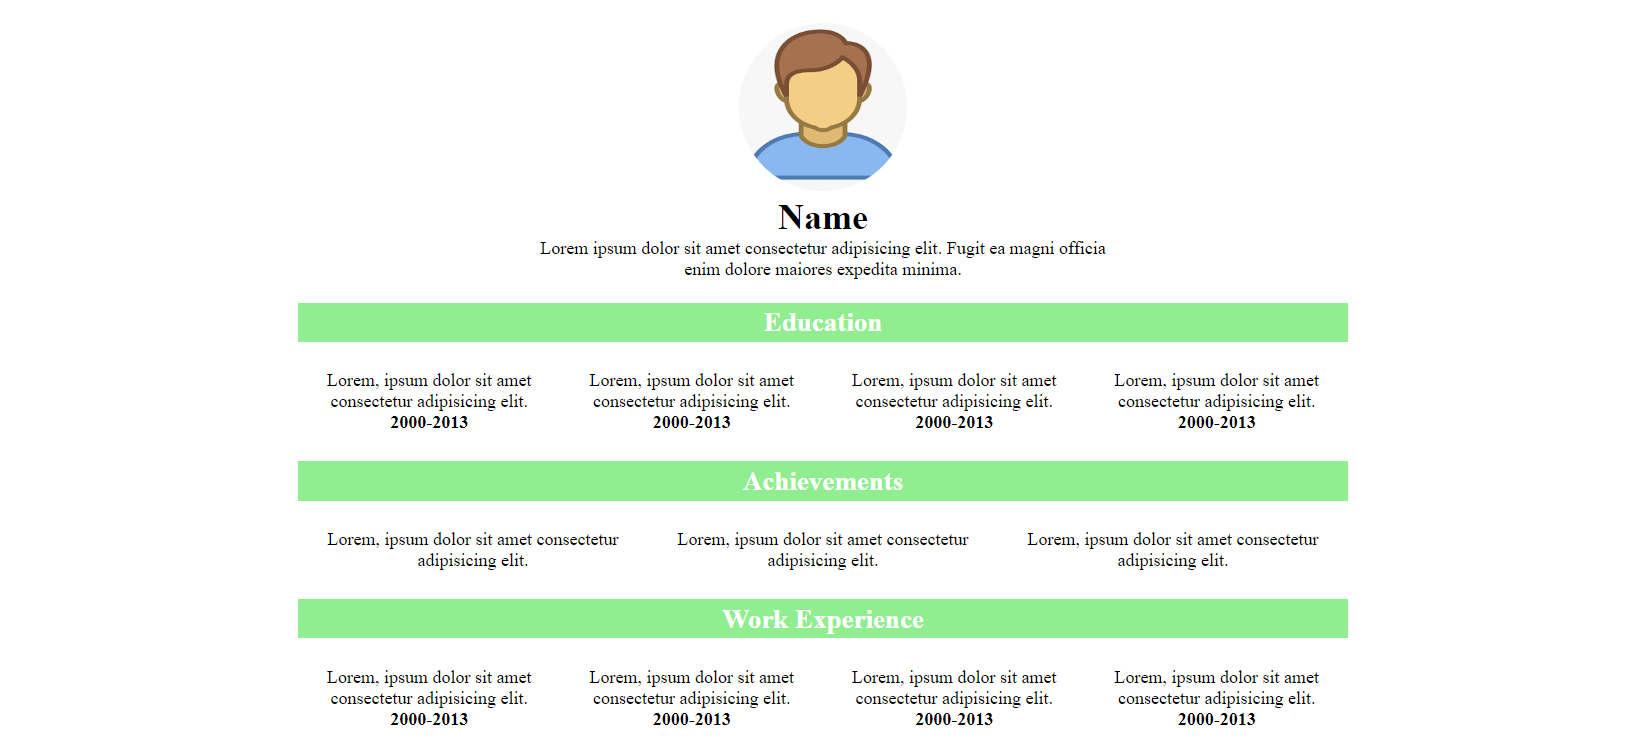 Name
Lorem ipsum dolor sit amet consectetur adipisicing elit. Fugit ea magni officia
enim dolore maiores expedita minima.
Education
Lorem, ipsum dolor sit amet
consectetur adipisicing elit.
2000-2013
Lorem, ipsum dolor sit amet
consectetur adipisicing elit.
2000-2013
Lorem, ipsum dolor sit amet
consectetur adipisicing elit.
2000-2013
Lorem, ipsum dolor sit amet
consectetur adipisicing elit.
2000-2013
Achievements
Lorem, ipsum dolor sit amet consectetur
adipisicing elit.
Lorem, ipsum dolor sit amet consectetur
adipisicing elit.
Lorem, ipsum dolor sit amet consectetur
adipisicing elit.
Work Experience
Lorem, ipsum dolor sit amet
consectetur adipisicing elit.
2000-2013
Lorem, ipsum dolor sit amet
consectetur adipisicing elit.
2000-2013
Lorem, ipsum dolor sit amet
consectetur adipisicing elit.
2000-2013
Lorem, ipsum dolor sit amet
consectetur adipisicing elit.
2000-2013